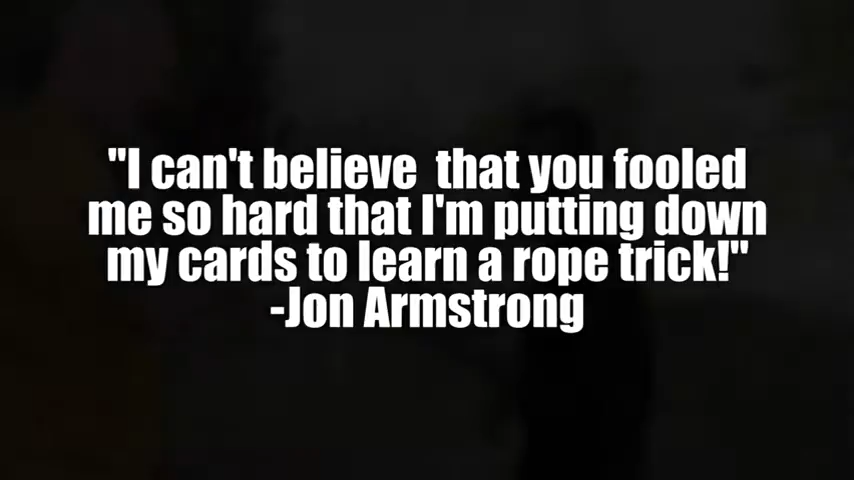 "I can't believe  that you fooled
me so hard that I'm putting down
my cards to learn a rope trick!"
-Jon Armstrong